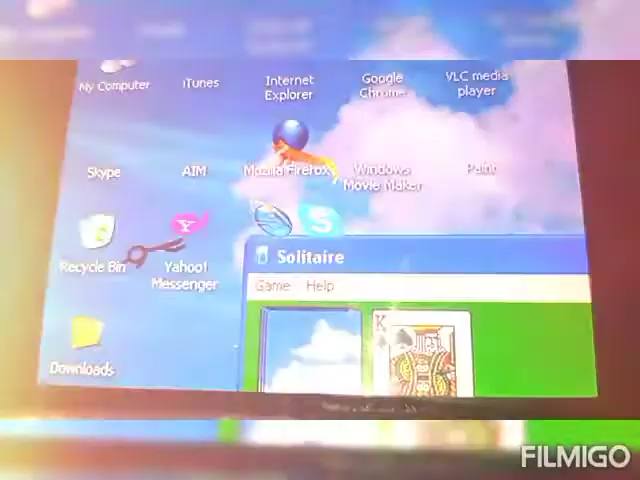 My Computer
iTunes
Internet
Explorer
Google
Chrome
VLC media
player
Skype
AIM
Mozilla Firefox
Windows
Movie Maker
Paint
Recycle Bin
Yahoo!
Messenger
Solitaire
Game Help
Downloads
K
FILMIGO